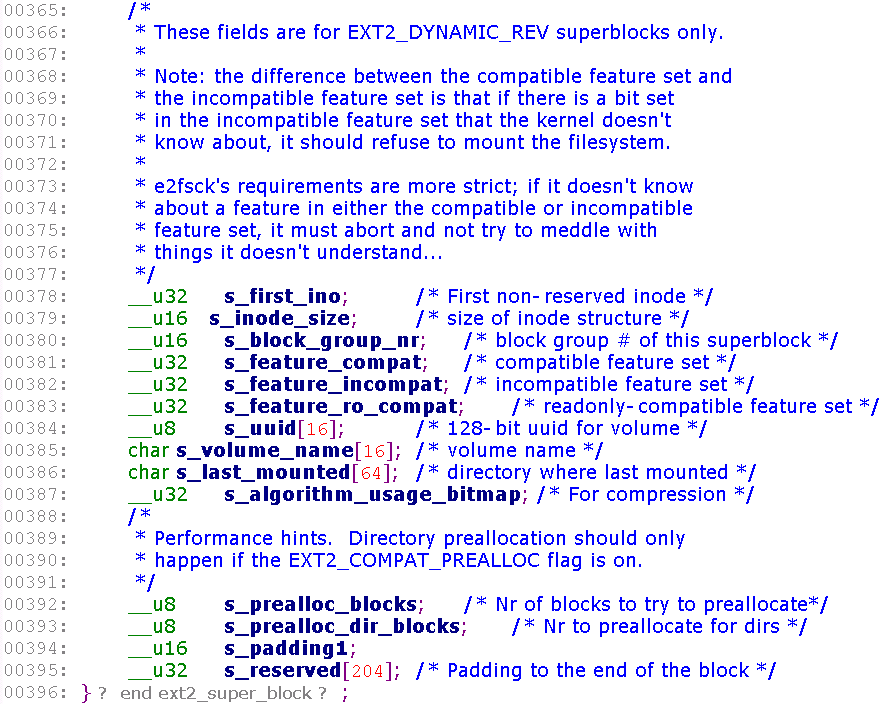 00365: /*
00366: * These fields are for EXT2_DYNAMIC_REV superblocks only.
00367: *
00368: * Note: the difference between the compatible feature set and
00369: * the incompatible feature set is that if there is a bit set
00370: * in the incompatible feature set that the kernel doesn't
00371: * know about, it should refuse to mount the filesystem.
00372: *
00373: * e2fsck's requirements are more strict; if it doesn't know
00374: * about a feature in either the compatible or incompatible
00375: * feature set, it must abort and not try to meddle with
00376: * things it doesn't understand...
00377: */
00378: __u32 s_first_ino; /* First non-reserved inode */
00379: __u16 s_inode_size; /* size of inode structure */
00380: __u16 s_block_group_nr; /* block group # of this superblock */
00381: __u32 s_feature_compat; /* compatible feature set */
00382: __u32 s_feature_incompat; /* incompatible feature set */
00383: __u32 s_feature_ro_compat; /* readonly-compatible feature set */
00384: __u8 s_uuid[16]; /* 128-bit uuid for volume */
00385: char s_volume_name[16]; /* volume name */
00386: char s_last_mounted[64]; /* directory where last mounted */
00387: __u32 s_algorithm_usage_bitmap; /* For compression */
00388: /*
00389: * Performance hints. Directory preallocation should only
00390: * happen if the EXT2_COMPAT_PREALLOC flag is on.
00391: */
00392: __u8 s_prealloc_blocks; /* Nr of blocks to try to preallocate*/
00393: __u8 s_prealloc_dir_blocks; /* Nr to preallocate for dirs */
00394: __u16 s_padding1;
00395: __u32 s_reserved[204]; /* Padding to the end of the block */
00396: } ? end ext2_super_block ? ;